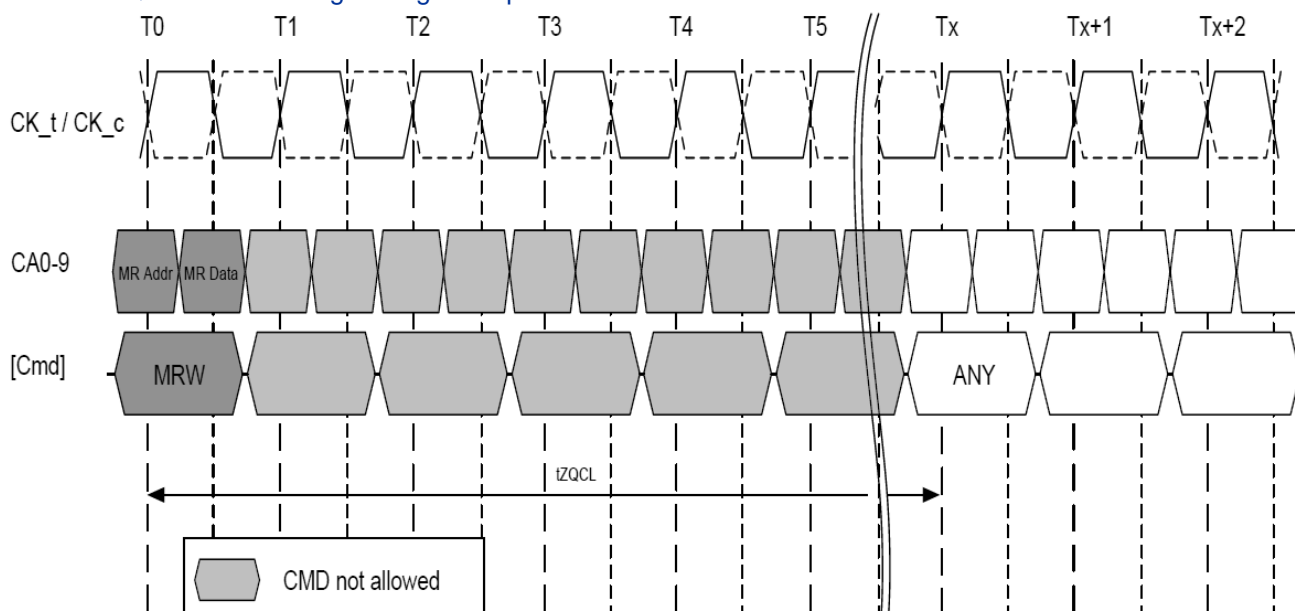 T0 T1 T2 T3 T4 T5 Tx Tx+1 Tx+2
CK_t / CK_c
CA0-9 MR Addr MR Data
[Cmd] MRW ANY
tZQCL
CMD not allowed